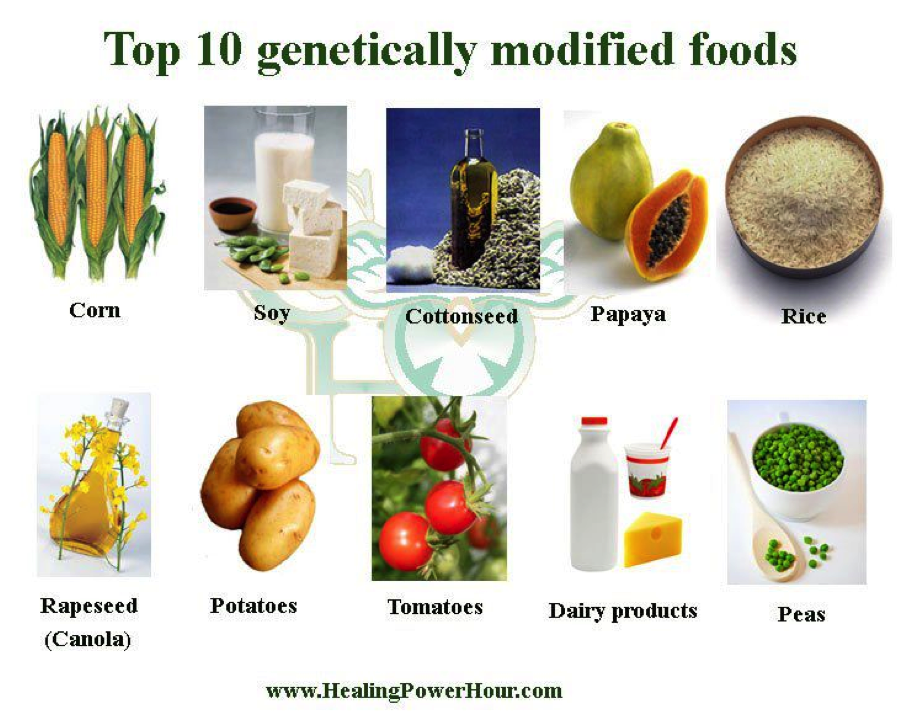 Top 10 genetically modified foods
Corn
Soy
Cottonseed
Papaya
Rice
Rapeseed
(Canola)
Potatoes
Tomatoes
Dairy products
Peas
www.HealingPowerHour.com